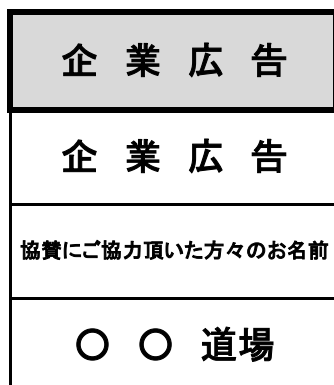 企 業 広 告
企 業 広 告
協賛にご協力頂いた方々のお名前
〇 〇 道場